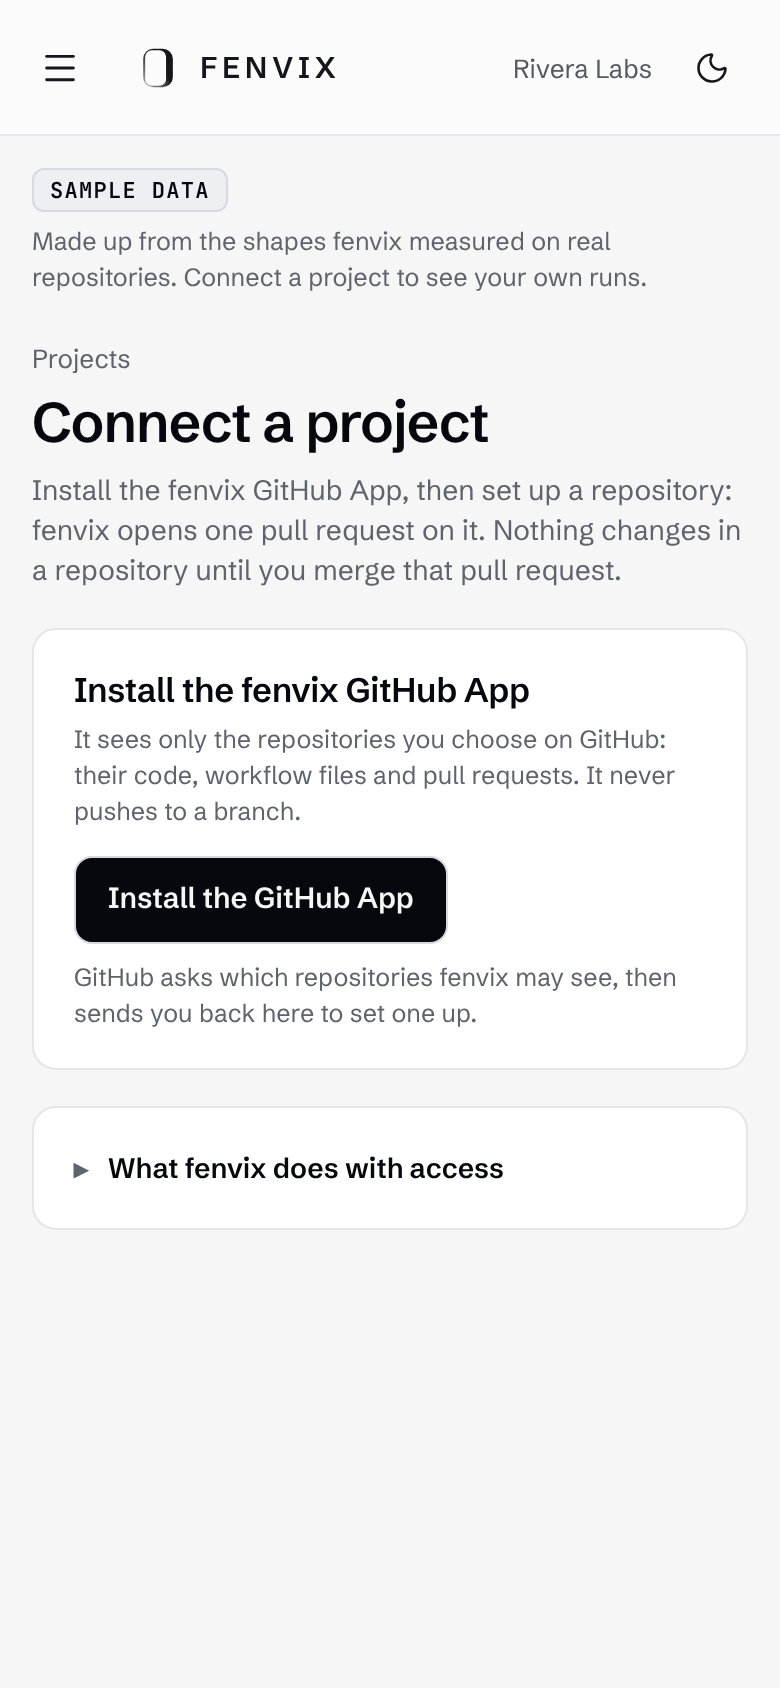 FENVIX
Rivera Labs
SAMPLE DATA
Made up from the shapes fenvix measured on real
repositories. Connect a project to see your own runs.
Projects
Connect a project
Install the fenvix GitHub App, then set up a repository:
fenvix opens one pull request on it. Nothing changes in
a repository until you merge that pull request.
Install the fenvix GitHub App
It sees only the repositories you choose on GitHub:
their code, workflow files and pull requests. It never
pushes to a branch.
Install the GitHub App
GitHub asks which repositories fenvix may see, then
sends you back here to set one up.
What fenvix does with access